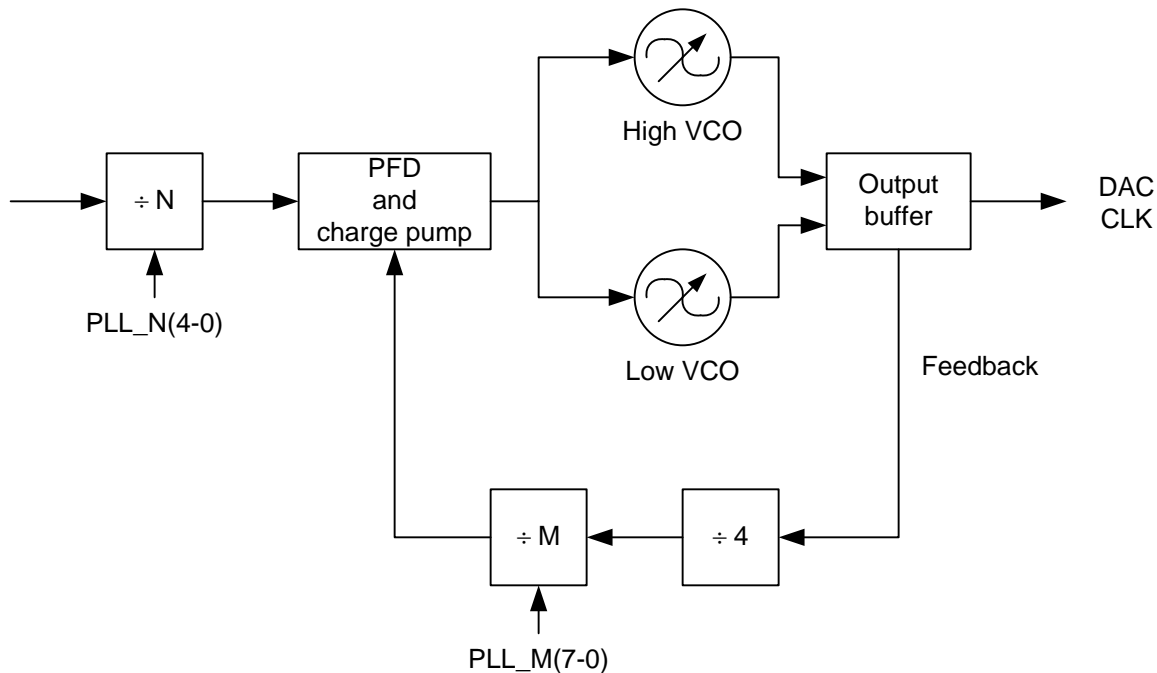 High VCO
÷ N
PFD
and
charge pump
Output
buffer
DAC
CLK
PLL_N(4-0)
Low VCO
Feedback
÷ M
÷ 4
PLL_M(7-0)